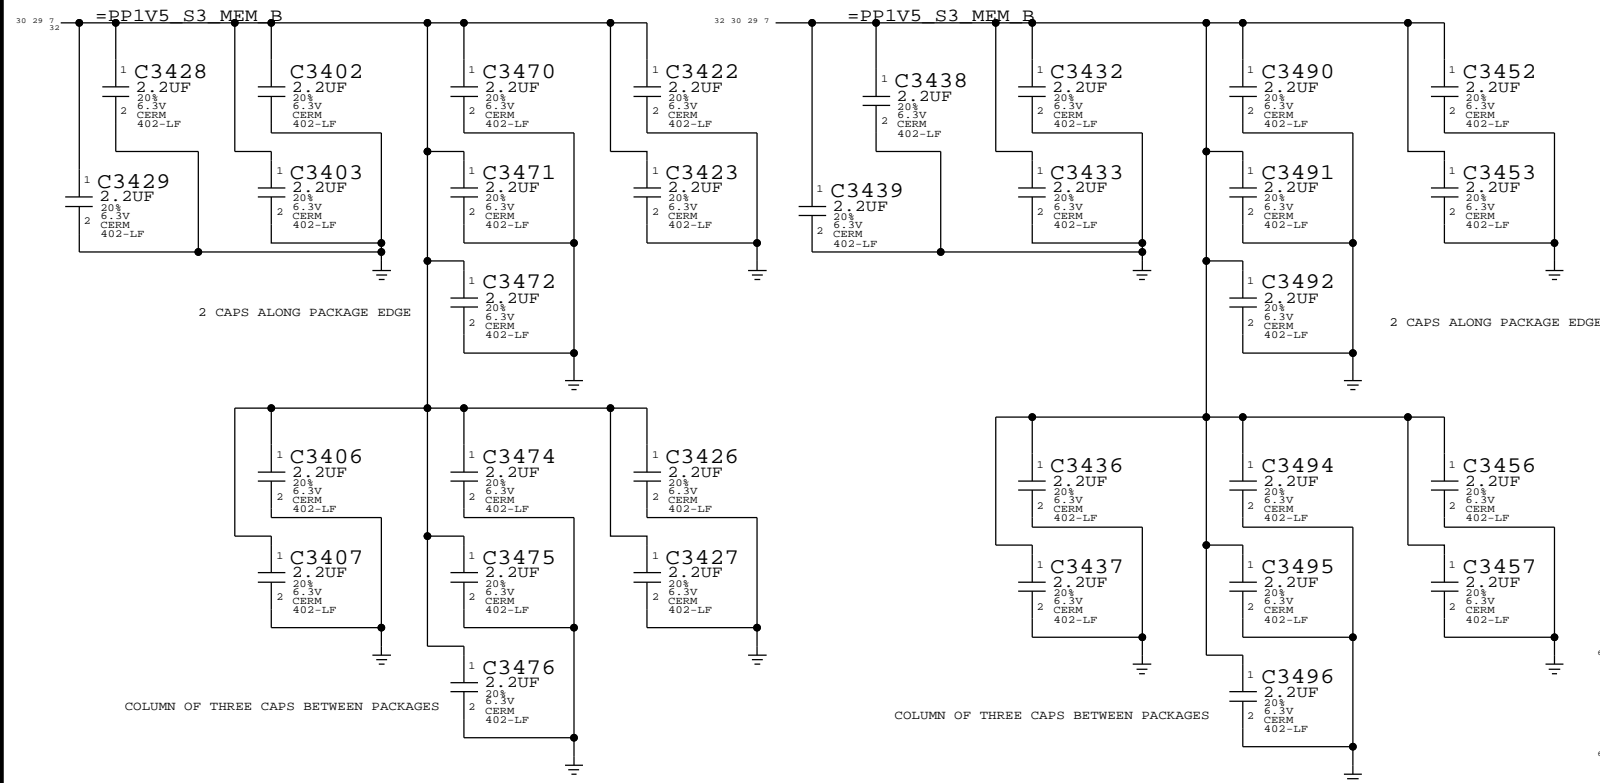 30 29 7
32
=PP1V5_S3_MEM_B
1 C3428
2.2UF
20%
6.3V
2 CERM
402-LF
1 C3402
2.2UF
20%
6.3V
2 CERM
402-LF
1 C3470
2.2UF
20%
6.3V
2 CERM
402-LF
1 C3422
2.2UF
20%
6.3V
2 CERM
402-LF
1 C3429
2.2UF
20%
6.3V
2 CERM
402-LF
1 C3403
2.2UF
20%
6.3V
2 CERM
402-LF
1 C3471
2.2UF
20%
6.3V
2 CERM
402-LF
1 C3423
2.2UF
20%
6.3V
2 CERM
402-LF
1 C3472
2.2UF
20%
6.3V
2 CERM
402-LF
2 CAPS ALONG PACKAGE EDGE
1 C3406
2.2UF
20%
6.3V
2 CERM
402-LF
1 C3474
2.2UF
20%
6.3V
2 CERM
402-LF
1 C3426
2.2UF
20%
6.3V
2 CERM
402-LF
1 C3407
2.2UF
20%
6.3V
2 CERM
402-LF
1 C3475
2.2UF
20%
6.3V
2 CERM
402-LF
1 C3427
2.2UF
20%
6.3V
2 CERM
402-LF
1 C3476
2.2UF
20%
6.3V
2 CERM
402-LF
COLUMN OF THREE CAPS BETWEEN PACKAGES
32 30 29 7
=PP1V5_S3_MEM_B
1 C3438
2.2UF
20%
6.3V
2 CERM
402-LF
1 C3432
2.2UF
20%
6.3V
2 CERM
402-LF
1 C3490
2.2UF
20%
6.3V
2 CERM
402-LF
1 C3452
2.2UF
20%
6.3V
2 CERM
402-LF
1 C3439
2.2UF
20%
6.3V
2 CERM
402-LF
1 C3433
2.2UF
20%
6.3V
2 CERM
402-LF
1 C3491
2.2UF
20%
6.3V
2 CERM
402-LF
1 C3453
2.2UF
20%
6.3V
2 CERM
402-LF
1 C3492
2.2UF
20%
6.3V
2 CERM
402-LF
2 CAPS ALONG PACKAGE EDGE
1 C3436
2.2UF
20%
6.3V
2 CERM
402-LF
1 C3494
2.2UF
20%
6.3V
2 CERM
402-LF
1 C3456
2.2UF
20%
6.3V
2 CERM
402-LF
1 C3437
2.2UF
20%
6.3V
2 CERM
402-LF
1 C3495
2.2UF
20%
6.3V
2 CERM
402-LF
1 C3457
2.2UF
20%
6.3V
2 CERM
402-LF
1 C3496
2.2UF
20%
6.3V
2 CERM
402-LF
COLUMN OF THREE CAPS BETWEEN PACKAGES